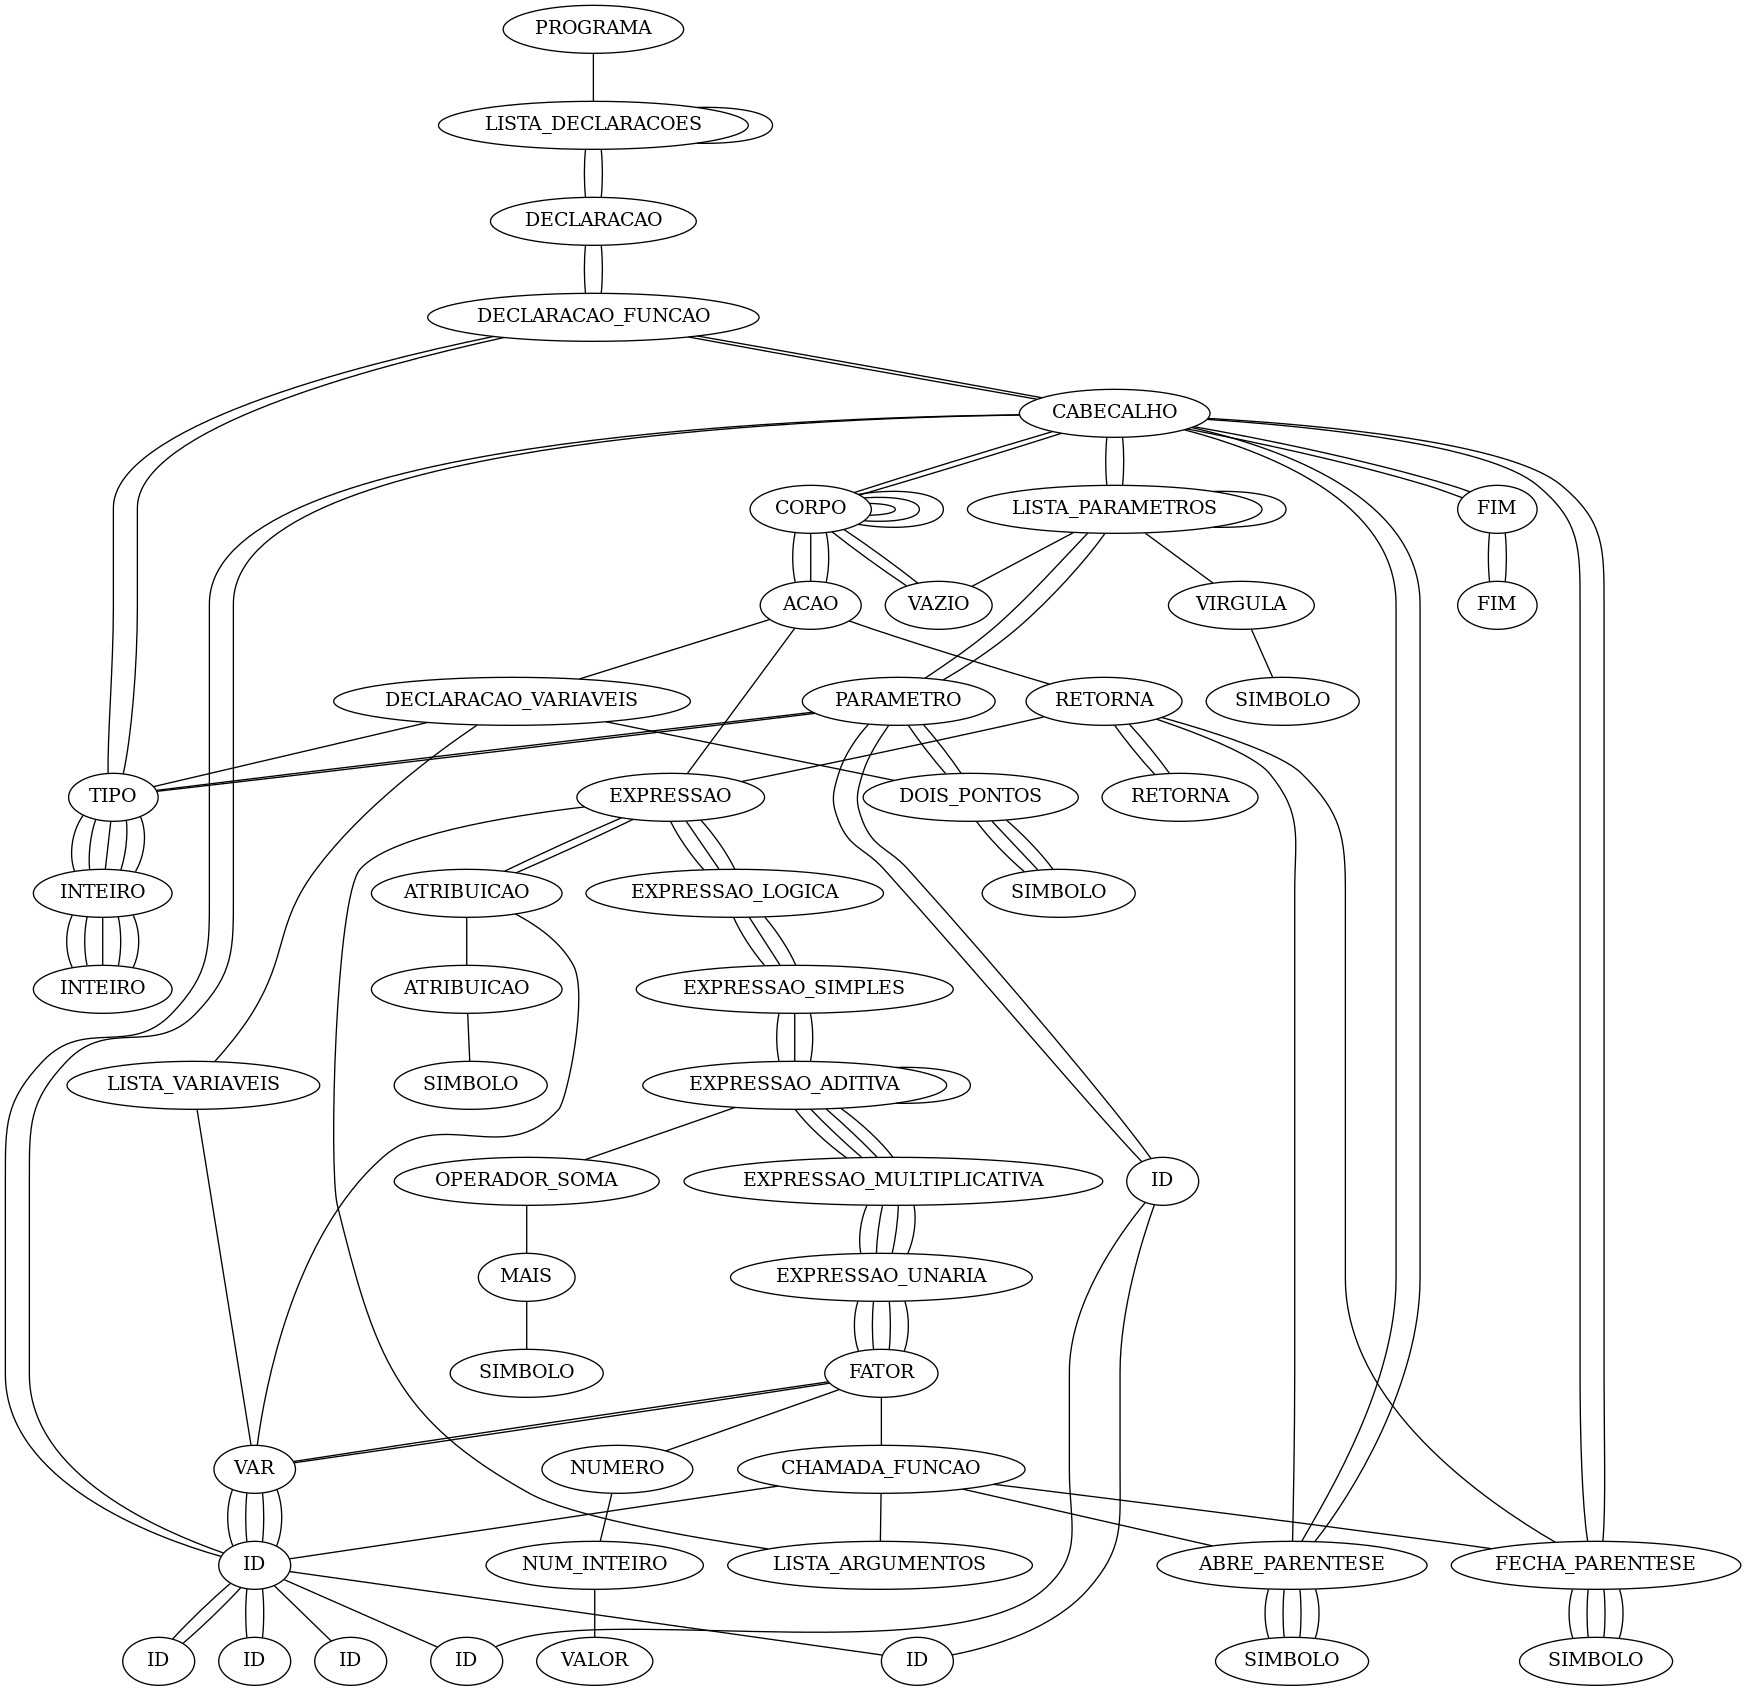 PROGRAMA
LISTA_DECLARACOES
DECLARACAO
DECLARACAO_FUNCAO
CABECALHO
CORPO
LISTA_PARAMETROS
FIM
ACAO
VAZIO
VIRGULA
FIM
DECLARACAO_VARIAVEIS
PARAMETRO
RETORNA
SIMBOLO
TIPO
EXPRESSAO
DOIS_PONTOS
RETORNA
INTEIRO
ATRIBUICAO
EXPRESSAO_LOGICA
SIMBOLO
INTEIRO
ATRIBUICAO
EXPRESSAO_SIMPLES
LISTA_VARIAVEIS
SIMBOLO
EXPRESSAO_ADITIVA
OPERADOR_SOMA
EXPRESSAO_MULTIPLICATIVA
ID
MAIS
EXPRESSAO_UNARIA
SIMBOLO
FATOR
VAR
NUMERO
CHAMADA_FUNCAO
ID
NUM_INTEIRO
LISTA_ARGUMENTOS
ABRE_PARENTESE
FECHA_PARENTESE
ID
ID
ID
ID
VALOR
ID
SIMBOLO
SIMBOLO